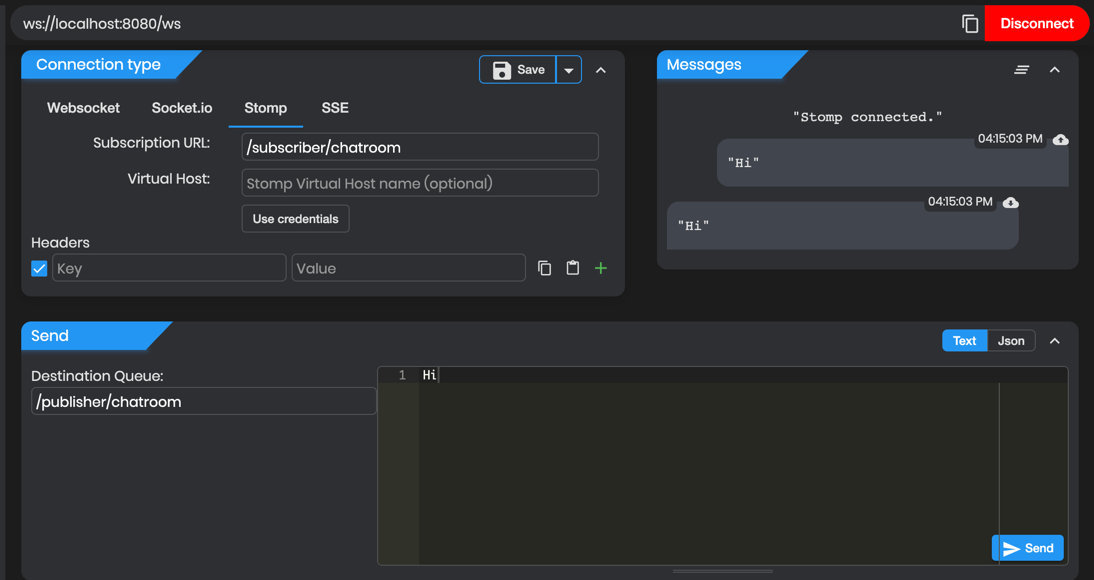 ws://localhost:8080/ws
Disconnect
Connection type
Save
Websocket Socket.io Stomp SSE
Subscription URL: /subscriber/chatroom
Virtual Host: Stomp Virtual Host name (optional)
Use credentials
Headers
Key Value
Messages
"Stomp connected."
04:15:03 PM
"Hi"
04:15:03 PM
"Hi"
Send
Text Json
Destination Queue:
/publisher/chatroom
1 Hi
Send